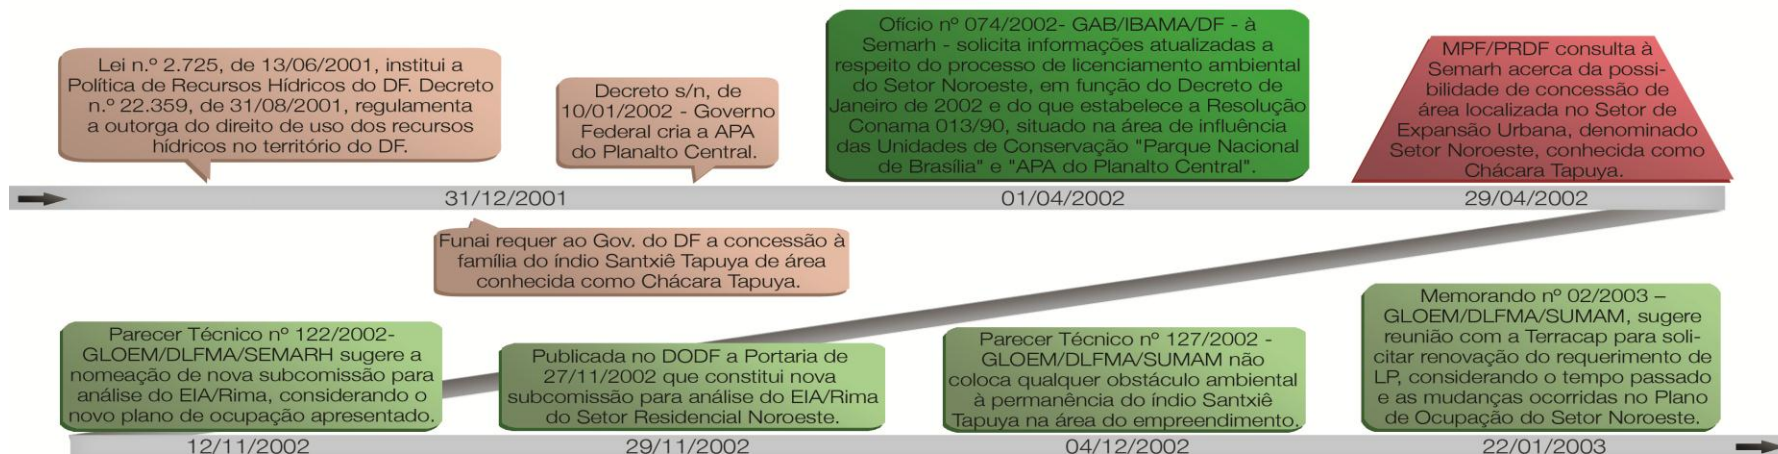 Lei n.º 2.725, de 13/06/2001, institui a
Política de Recursos Hídricos do DF. Decreto
n.º 22.359, de 31/08/2001, regulamenta
a outorga do direito de uso dos recursos
hídricos no território do DF.
Decreto s/n, de
10/01/2002 - Governo
Federal cria a APA
do Planalto Central.
Ofício nº 074/2002- GAB/IBAMA/DF - à
Semarh - solicita informações atualizadas a
respeito do processo de licenciamento ambiental
do Setor Noroeste, em função do Decreto de
Janeiro de 2002 e do que estabelece a Resolução
Conama 013/90, situado na área de influência
das Unidades de Conservação "Parque Nacional
de Brasília" e "APA do Planalto Central".
MPF/PRDF consulta à
Semarh acerca da possi-
bilidade de concessão de
área localizada no Setor de
Expansão Urbana, denominado
Setor Noroeste, conhecida como
Chácara Tapuya.
31/12/2001
01/04/2002
29/04/2002
Funai requer ao Gov. do DF a concessão à
família do índio Santxiê Tapuya de área
conhecida como Chácara Tapuya.
Parecer Técnico nº 122/2002-
GLOEM/DLFMA/SEMARH sugere a
nomeação de nova subcomissão para
análise do EIA/Rima, considerando o
novo plano de ocupação apresentado.
Publicada no DODF a Portaria de
27/11/2002 que constitui nova
subcomissão para análise do EIA/Rima
do Setor Residencial Noroeste.
Parecer Técnico nº 127/2002 -
GLOEM/DLFMA/SUMAM não
coloca qualquer obstáculo ambiental
à permanência do índio Santxiê
Tapuya na área do empreendimento.
Memorando nº 02/2003 –
GLOEM/DLFMA/SUMAM, sugere
reunião com a Terracap para soli-
citar renovação do requerimento de
LP, considerando o tempo passado
e as mudanças ocorridas no Plano
de Ocupação do Setor Noroeste.
12/11/2002
29/11/2002
04/12/2002
22/01/2003